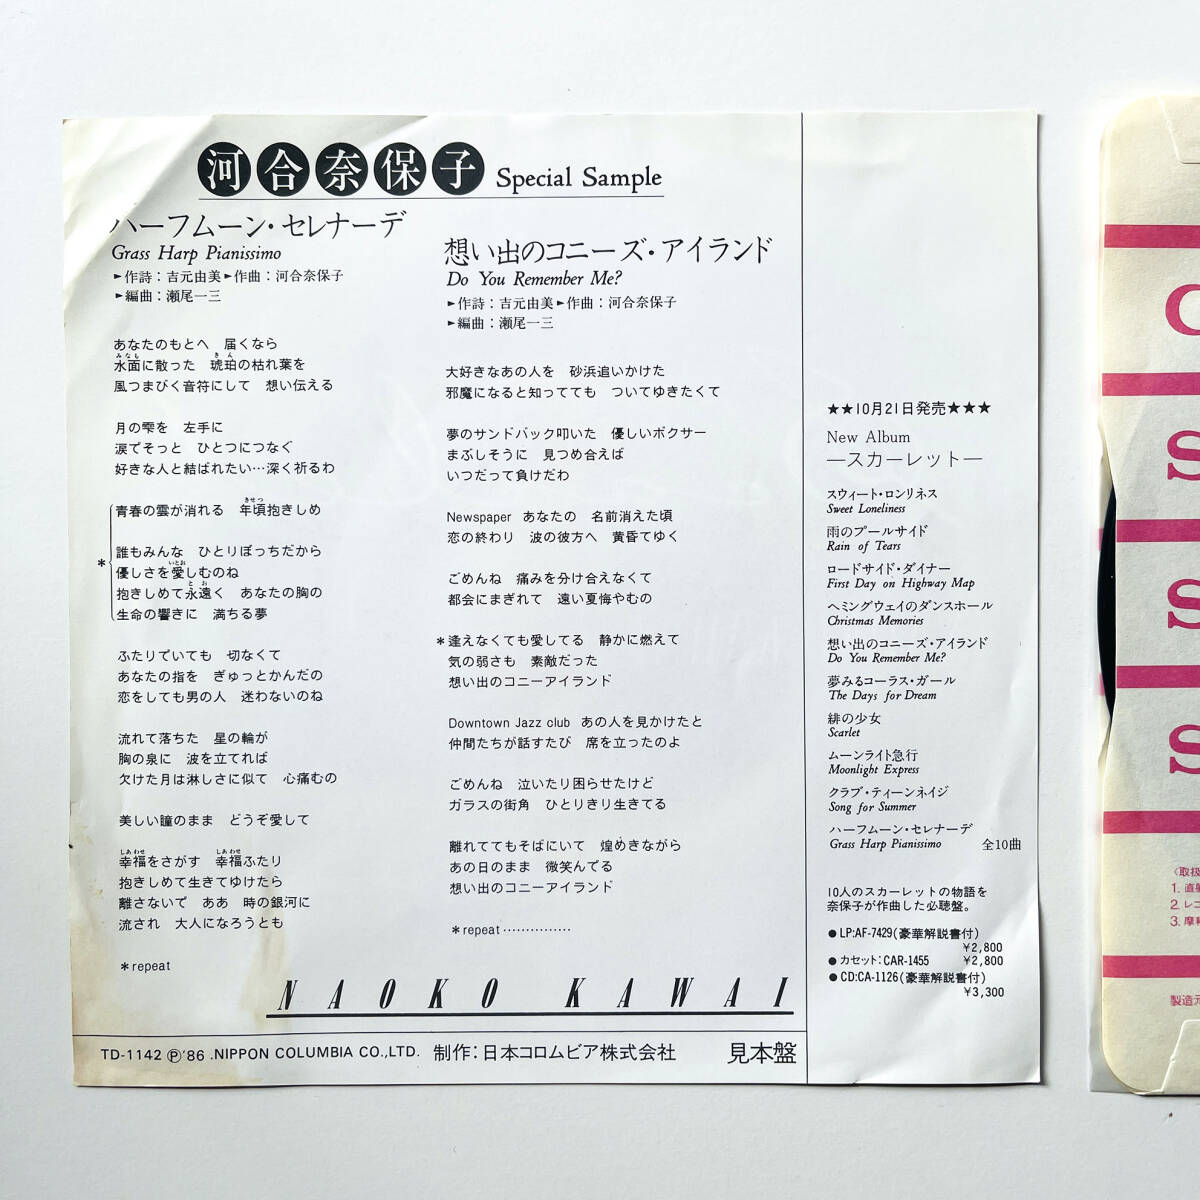 河合奈保子 Special Sample
ハーフムーン・セレナーデ
Grass Harp Pianissimo
►作詩：吉元由美►作曲：河合奈保子
►編曲：瀬尾一三
あなたのもとへ　届くなら
水面に散った　琥珀の枯れ葉を
みなも　きん
風つまびく音符にして　想い伝える
月の雫を　左手に
涙でそっと　ひとつにつなぐ
好きな人と結ばれたい…深く祈るわ
青春の雲が消れる　年頃抱きしめ
きせつ
＊
誰もみんな　ひとりぼっちだから
優しさを愛しむのね
いとお
抱きしめて永遠く　あなたの胸の
とお
生命の響きに　満ちる夢
ふたりでいても　切なくて
あなたの指を　ぎゅっとかんだの
恋をしても男の人　迷わないのね
流れて落ちた　星の輪が
胸の泉に　波を立てれば
欠けた月は淋しさに似て　心痛むの
美しい瞳のまま　どうぞ愛して
幸福をさがす　幸福ふたり
しあわせ　しあわせ
抱きしめて生きてゆけたら
離さないで　ああ　時の銀河に
流され　大人になろうとも
＊repeat
想い出のコニーズ・アイランド
Do You Remember Me?
►作詩：吉元由美►作曲：河合奈保子
►編曲：瀬尾一三
大好きなあの人を　砂浜追いかけた
邪魔になると知ってても　ついてゆきたくて
夢のサンドバック叩いた　優しいボクサー
まぶしそうに　見つめ合えば
いつだって負けだわ
Newspaper　あなたの　名前消えた頃
恋の終わり　波の彼方へ　黄昏てゆく
ごめんね　痛みを分け合えなくて
都会にまぎれて　遠い夏悔やむの
＊逢えなくても愛してる　静かに燃えて
気の弱さも　素敵だった
想い出のコニーアイランド
Downtown Jazz club　あの人を見かけたと
仲間たちが話すたび　席を立ったのよ
ごめんね　泣いたり困らせたけど
ガラスの街角　ひとりきり生きてる
離れててもそばにいて　煌めきながら
あの日のまま　微笑んでる
想い出のコニーアイランド
＊repeat……………
NAOKO KAWAI
TD-1142 Ⓟ'86 .NIPPON COLUMBIA CO.,LTD. 制作：日本コロムビア株式会社　見本盤
★★10月21日発売★★★
New Album
—スカーレット—
スウィート・ロンリネス
Sweet Loneliness
雨のプールサイド
Rain of Tears
ロードサイド・ダイナー
First Day on Highway Map
ヘミングウェイのダンスホール
Christmas Memories
想い出のコニーズ・アイランド
Do You Remember Me?
夢みるコーラス・ガール
The Days for Dream
緋の少女
Scarlet
ムーンライト急行
Moonlight Express
クラブ・ティーンネイジ
Song for Summer
ハーフムーン・セレナーデ
Grass Harp Pianissimo　全10曲
10人のスカーレットの物語を
奈保子が作曲した必聴盤。
●LP:AF-7429(豪華解説書付)
¥2,800
●カセット：CAR-1455　¥2,800
●CD:CA-1126(豪華解説書付)
¥3,300
S
S
S
〈取扱
1. 直
2. レコ
3. 摩
製造元